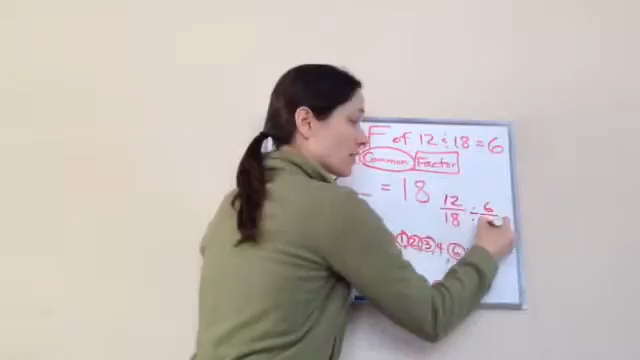 F of 12 & 18 = 6
Common Factor
= 18
12 ÷ 6
18 ÷
1 2 3 4 6